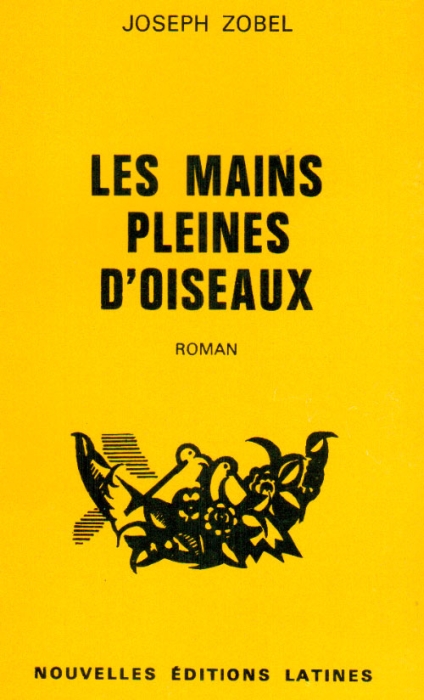 JOSEPH ZOBEL
LES MAINS
PLEINES
D'OISEAUX
ROMAN
NOUVELLES ÉDITIONS LATINES